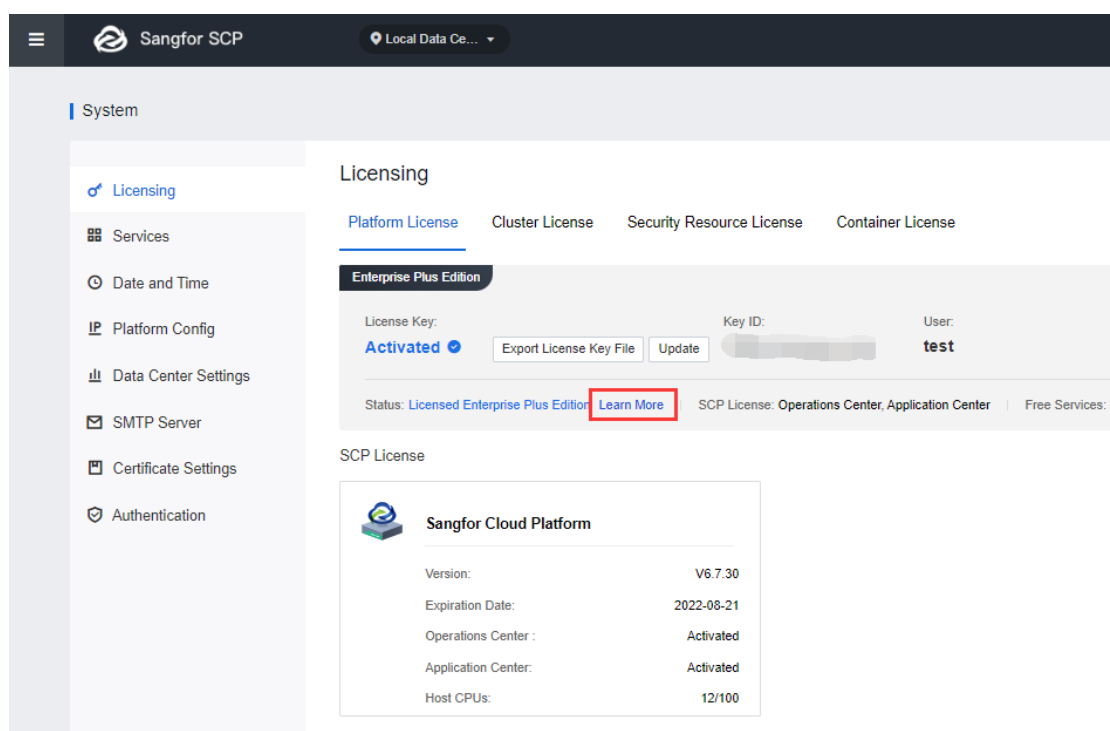 Sangfor SCP
Local Data Ce...
System
Licensing
Services
Date and Time
IP Platform Config
Data Center Settings
SMTP Server
Certificate Settings
Authentication
Licensing
Platform License Cluster License Security Resource License Container License
Enterprise Plus Edition
License Key: Key ID: User:
Activated Export License Key File Update test
Status: Licensed Enterprise Plus Edition Learn More SCP License: Operations Center, Application Center Free Services:
SCP License
Sangfor Cloud Platform
Version: V6.7.30
Expiration Date: 2022-08-21
Operations Center : Activated
Application Center: Activated
Host CPUs: 12/100